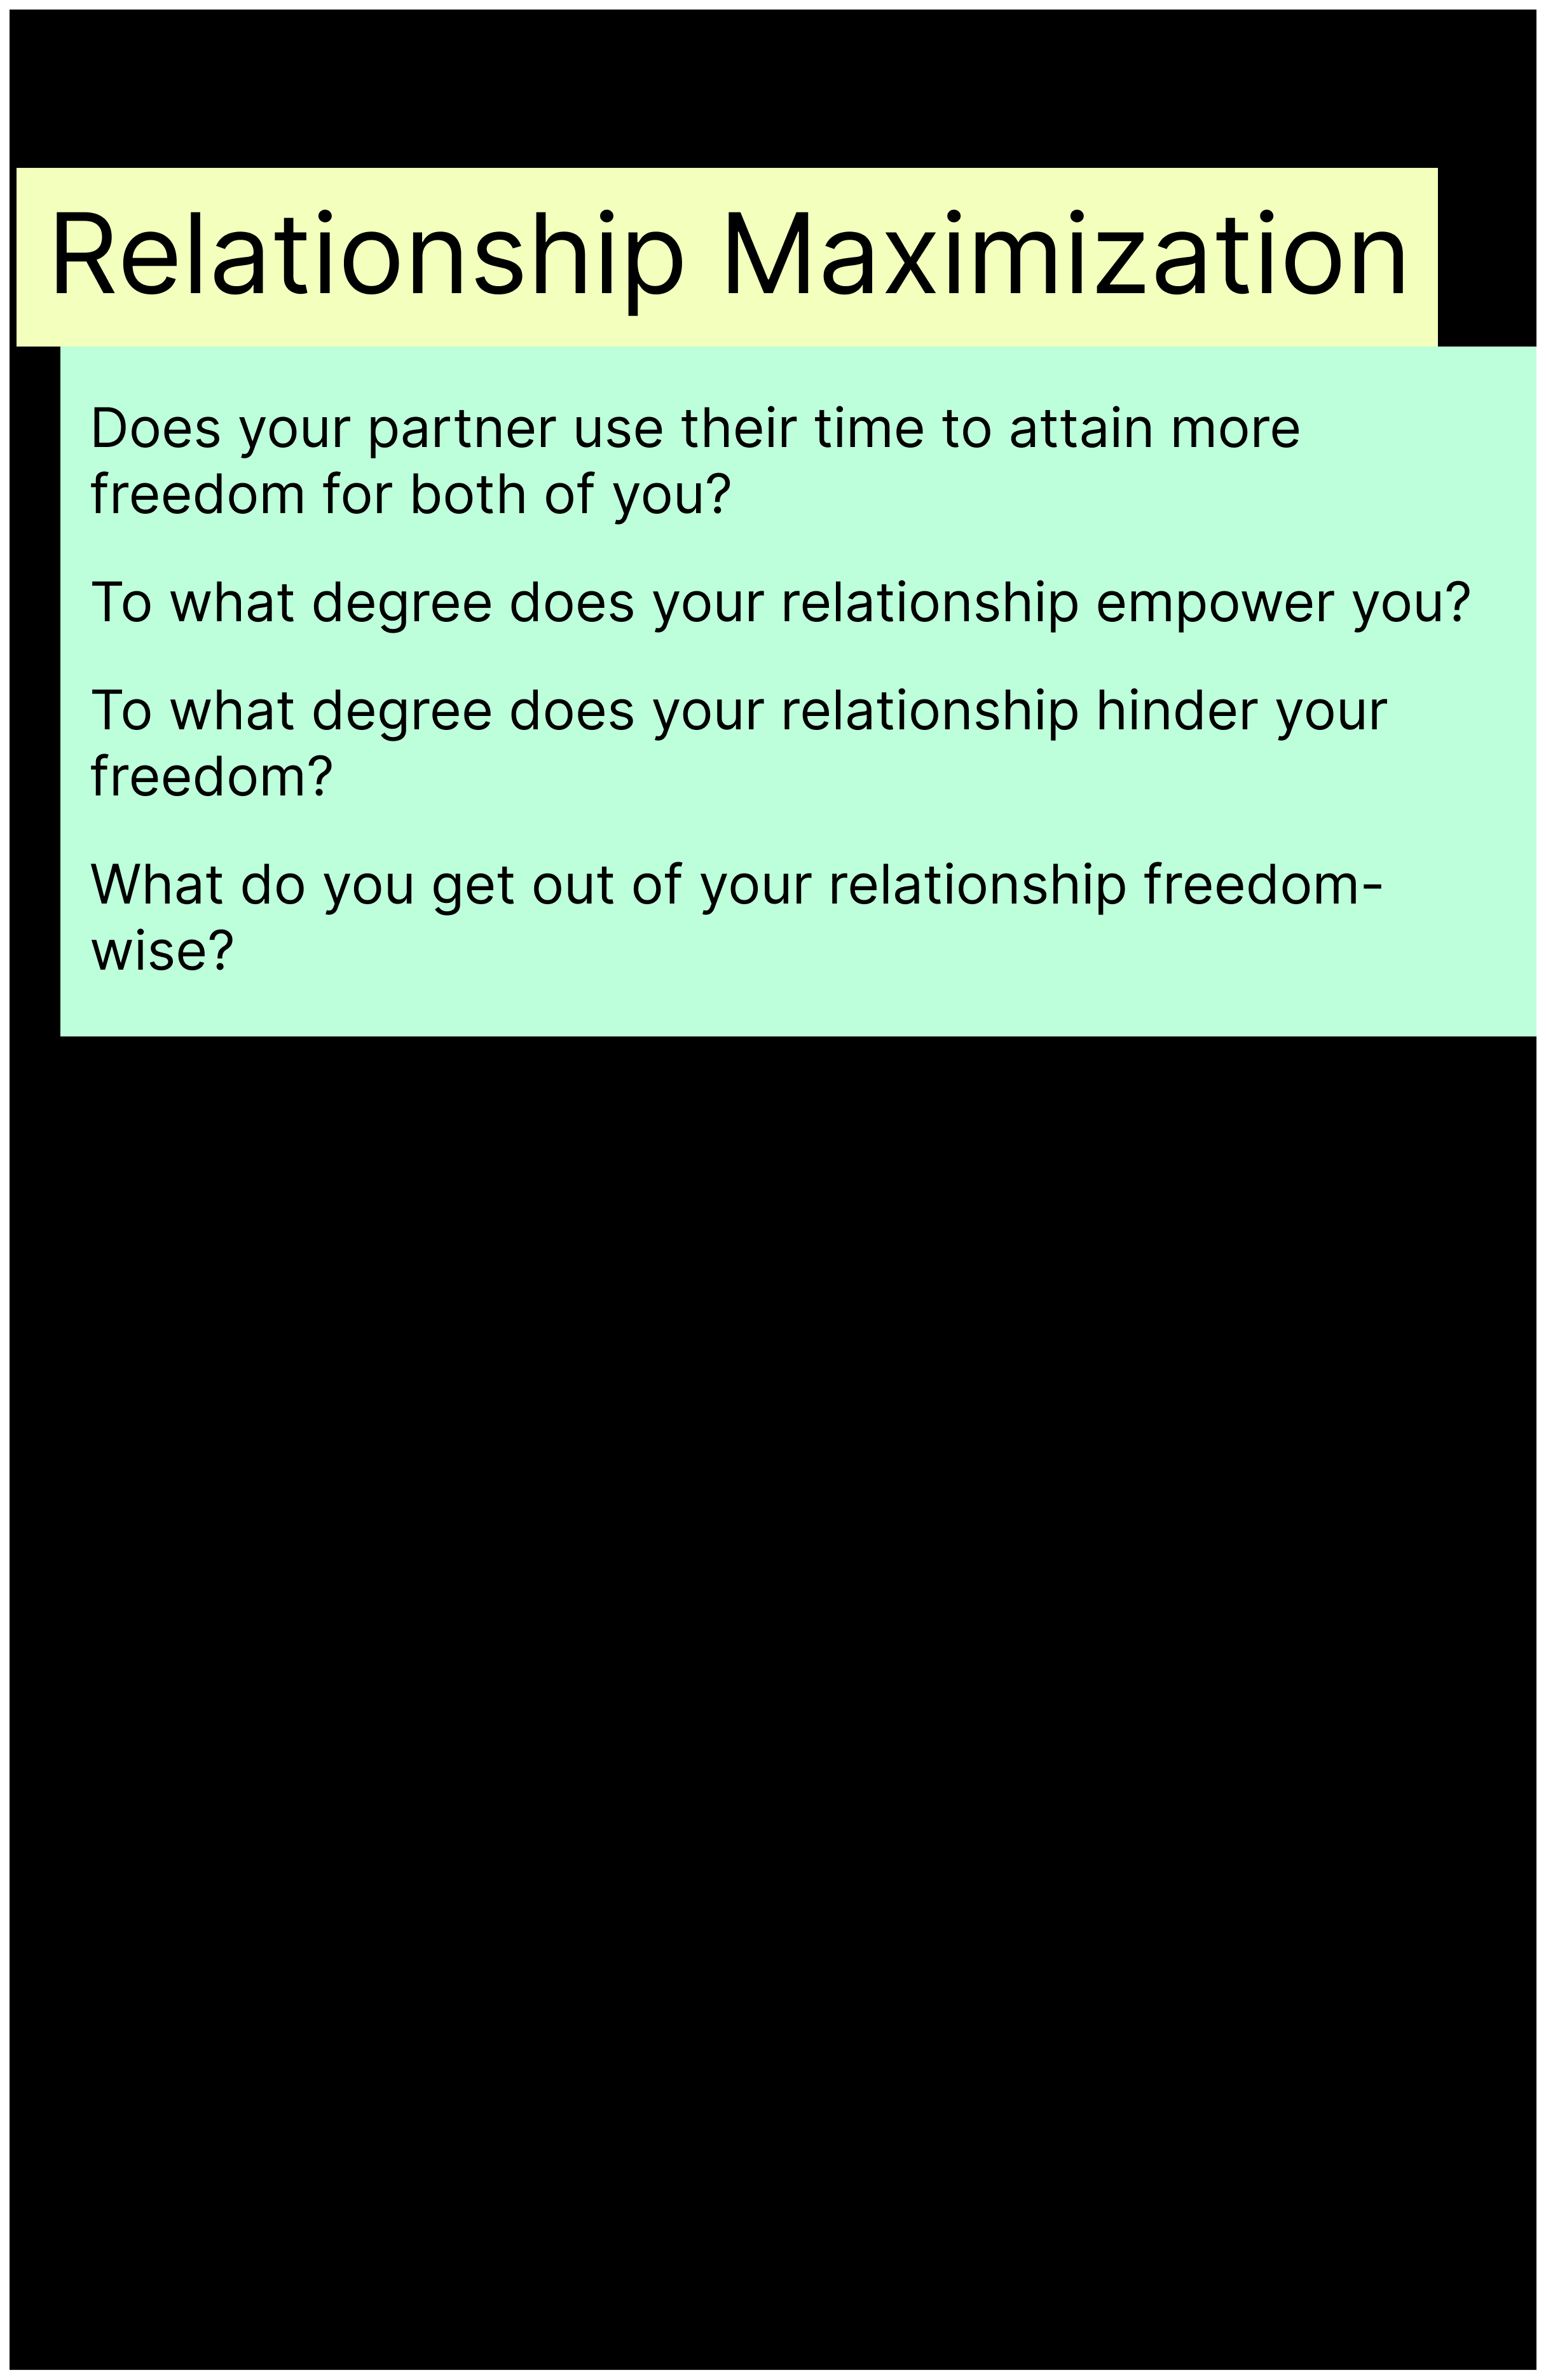 Relationship Maximization
Does your partner use their time to attain more
freedom for both of you?
To what degree does your relationship empower you?
To what degree does your relationship hinder your
freedom?
What do you get out of your relationship freedom-
wise?